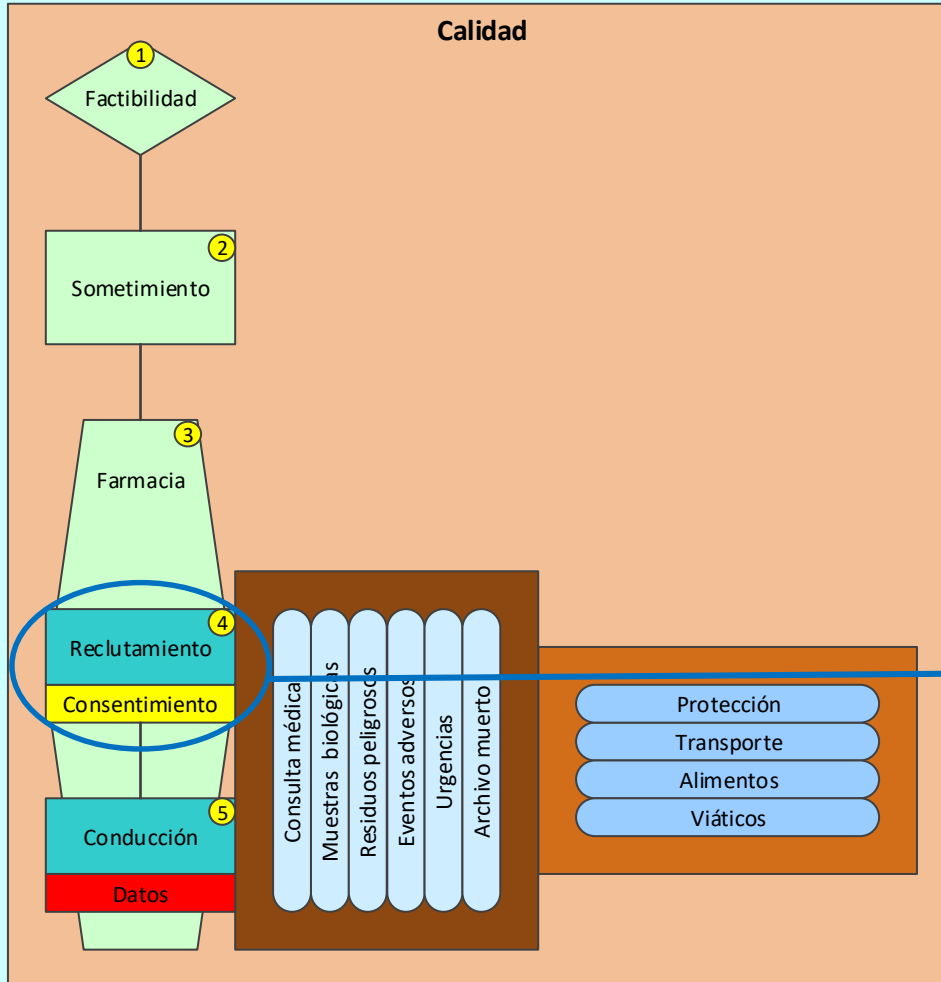 Calidad
1
Factibilidad
2
Sometimiento
3
Farmacia
4
Reclutamiento
Consentimiento
5
Conducción
Datos
Consulta médica
Muestras biológicas
Residuos peligrosos
Eventos adversos
Urgencias
Archivo muerto
Protección
Transporte
Alimentos
Viáticos